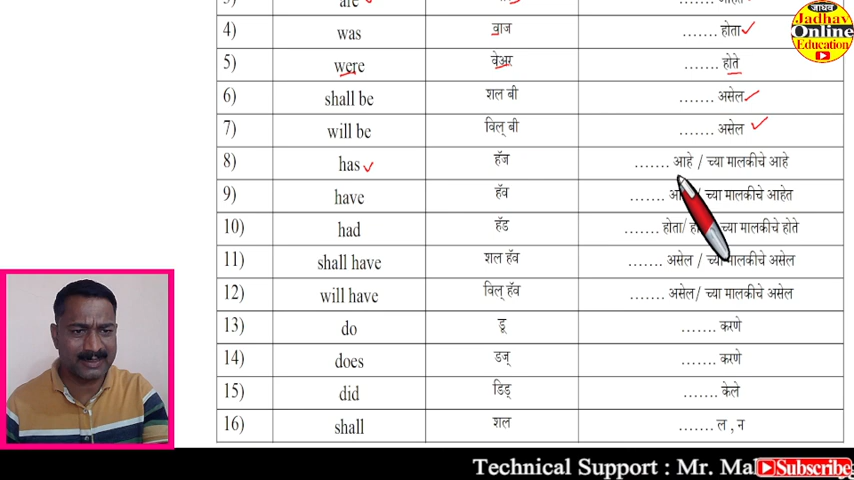 3) are
जाधव
Jadhav
Online
Education
4) was वाज ....... होता
5) were वेअर ....... होते
6) shall be शल बी ....... असेल
7) will be विल् बी ....... असेल
8) has हॅज ....... आहे / च्या मालकीचे आहे
9) have हॅव ....... / च्या मालकीचे आहेत
10) had हॅड ....... होता/ च्या मालकीचे होते
11) shall have शल हॅव ....... असेल / च्या मालकीचे असेल
12) will have विल् हॅव ....... असेल/ च्या मालकीचे असेल
13) do डू ....... करणे
14) does डज् ....... करणे
15) did डिड् ....... केले
16) shall शल ....... ल , न
Technical Support : Mr. Subscribe